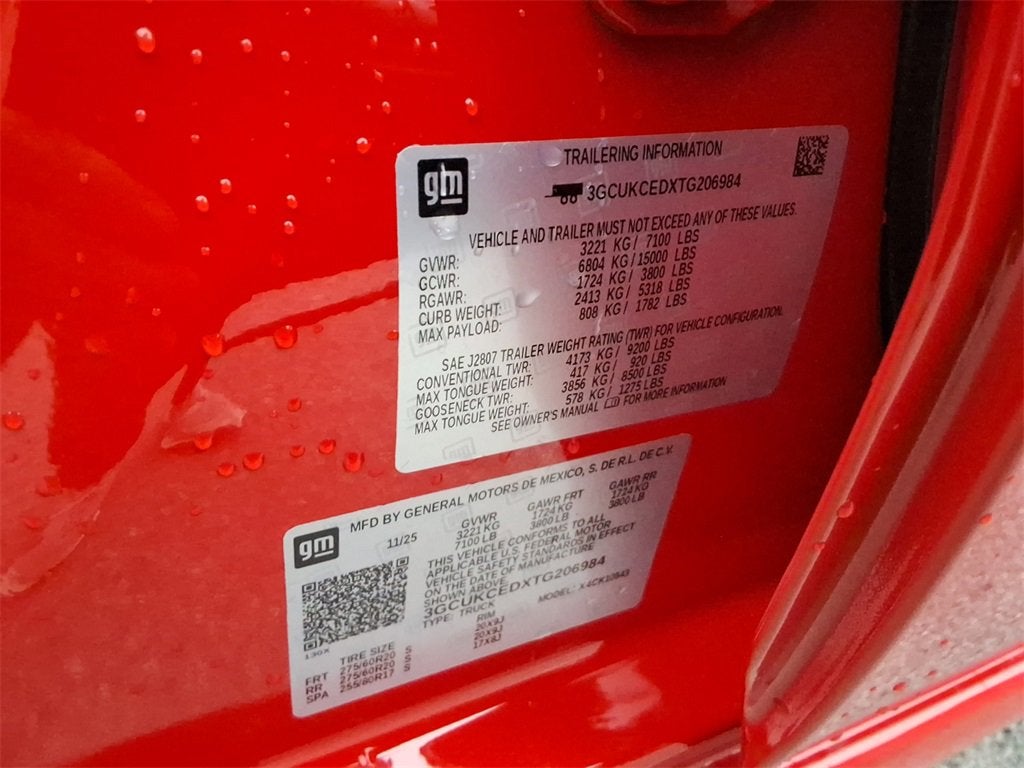 gm
TRAILERING INFORMATION
3GCUKCEDXTG206984
VEHICLE AND TRAILER MUST NOT EXCEED ANY OF THESE VALUES.
GVWR: 3221 KG / 7100 LBS
GCWR: 6804 KG / 15000 LBS
RGAWR: 1724 KG / 3800 LBS
CURB WEIGHT: 2413 KG / 5318 LBS
MAX PAYLOAD: 808 KG / 1782 LBS
SAE J2807 TRAILER WEIGHT RATING (TWR) FOR VEHICLE CONFIGURATION.
CONVENTIONAL TWR: 4173 KG / 9200 LBS
MAX TONGUE WEIGHT: 417 KG / 920 LBS
GOOSENECK TWR: 3856 KG / 8500 LBS
MAX TONGUE WEIGHT: 578 KG / 1275 LBS
SEE OWNER'S MANUAL FOR MORE INFORMATION
gm
MFD BY GENERAL MOTORS DE MEXICO, S. DE R.L. DE C.V.
11/25 GVWR GAWR FRT GAWR RR
3221 KG 1724 KG 1724 KG
7100 LB 3800 LB 3800 LB
THIS VEHICLE CONFORMS TO ALL
APPLICABLE U.S. FEDERAL MOTOR
VEHICLE SAFETY STANDARDS IN EFFECT
ON THE DATE OF MANUFACTURE
SHOWN ABOVE.
3GCUKCEDXTG206984
TYPE: TRUCK MODEL: X4CK10543
130X
TIRE SIZE RIM
FRT 275/60R20 S 20X9J
RR 275/60R20 S 20X9J
SPA 255/80R17 S 17X8J